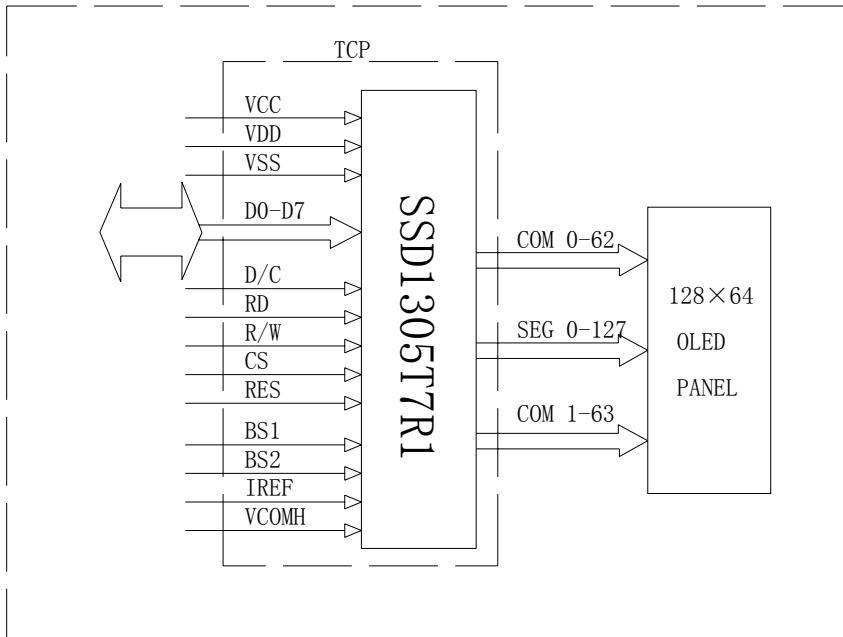 TCP
VCC
VDD
VSS
D0-D7
D/C
RD
R/W
CS
RES
BS1
BS2
IREF
VCOMH
SSD1305T7R1
COM 0-62
SEG 0-127
COM 1-63
128×64
OLED
PANEL